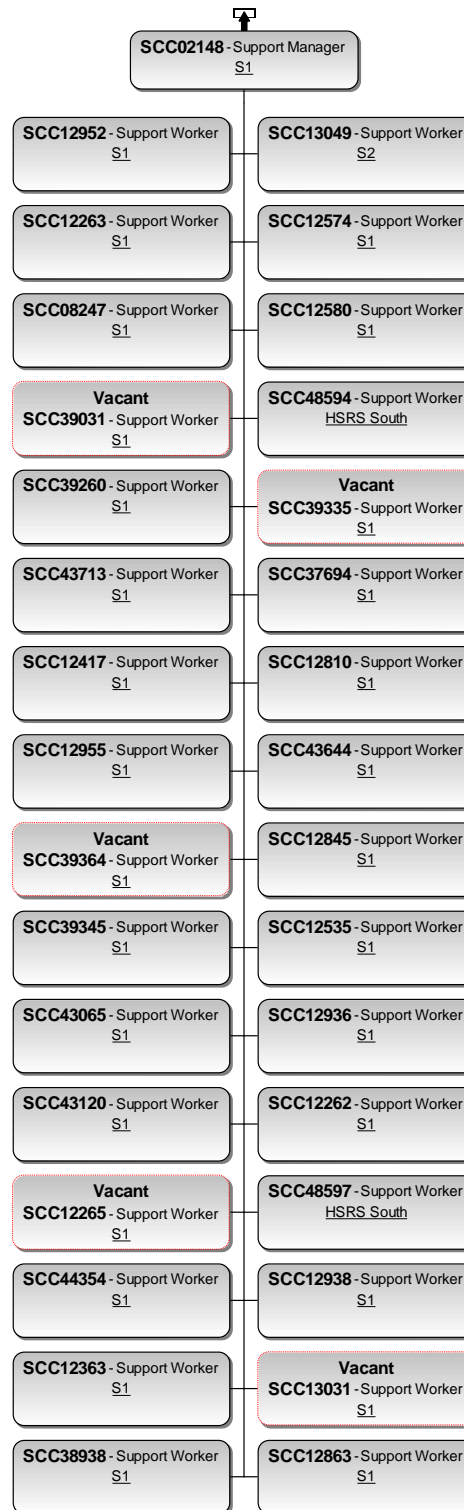 SCC02148 - Support Manager
S1
SCC12952 - Support Worker
S1
SCC13049 - Support Worker
S2
SCC12263 - Support Worker
S1
SCC12574 - Support Worker
S1
SCC08247 - Support Worker
S1
SCC12580 - Support Worker
S1
Vacant
SCC39031 - Support Worker
S1
SCC48594 - Support Worker
HSRS South
SCC39260 - Support Worker
S1
Vacant
SCC39335 - Support Worker
S1
SCC43713 - Support Worker
S1
SCC37694 - Support Worker
S1
SCC12417 - Support Worker
S1
SCC12810 - Support Worker
S1
SCC12955 - Support Worker
S1
SCC43644 - Support Worker
S1
Vacant
SCC39364 - Support Worker
S1
SCC12845 - Support Worker
S1
SCC39345 - Support Worker
S1
SCC12535 - Support Worker
S1
SCC43065 - Support Worker
S1
SCC12936 - Support Worker
S1
SCC43120 - Support Worker
S1
SCC12262 - Support Worker
S1
Vacant
SCC12265 - Support Worker
S1
SCC48597 - Support Worker
HSRS South
SCC44354 - Support Worker
S1
SCC12938 - Support Worker
S1
SCC12363 - Support Worker
S1
Vacant
SCC13031 - Support Worker
S1
SCC38938 - Support Worker
S1
SCC12863 - Support Worker
S1